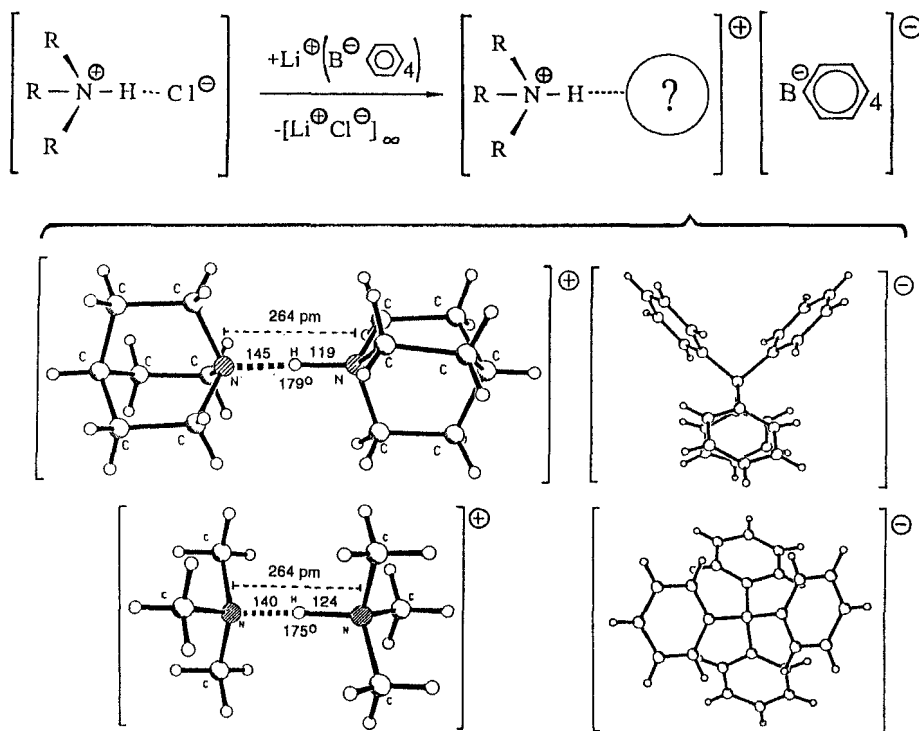 R
⊕
R – N – H ··· Cl⊖
R
+Li⊕(B⊖ 4)
-[Li⊕Cl⊖]∞
R
⊕
R – N – H ······ ?
R
⊕
B⊖ 4
⊖
C C
C
C C
C
264 pm
145 H 119
N N
179°
C C
C
C C
C
⊕
⊖
C
C
C
264 pm
140 H 124
N N
175°
C
C
C
⊕
⊖